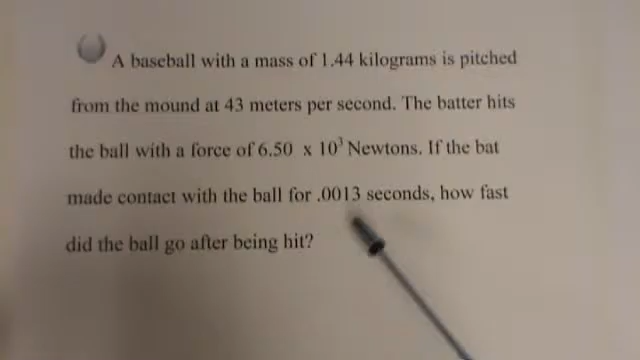 A baseball with a mass of 1.44 kilograms is pitched
from the mound at 43 meters per second. The batter hits
the ball with a force of 6.50 x 10³ Newtons. If the bat
made contact with the ball for .0013 seconds, how fast
did the ball go after being hit?